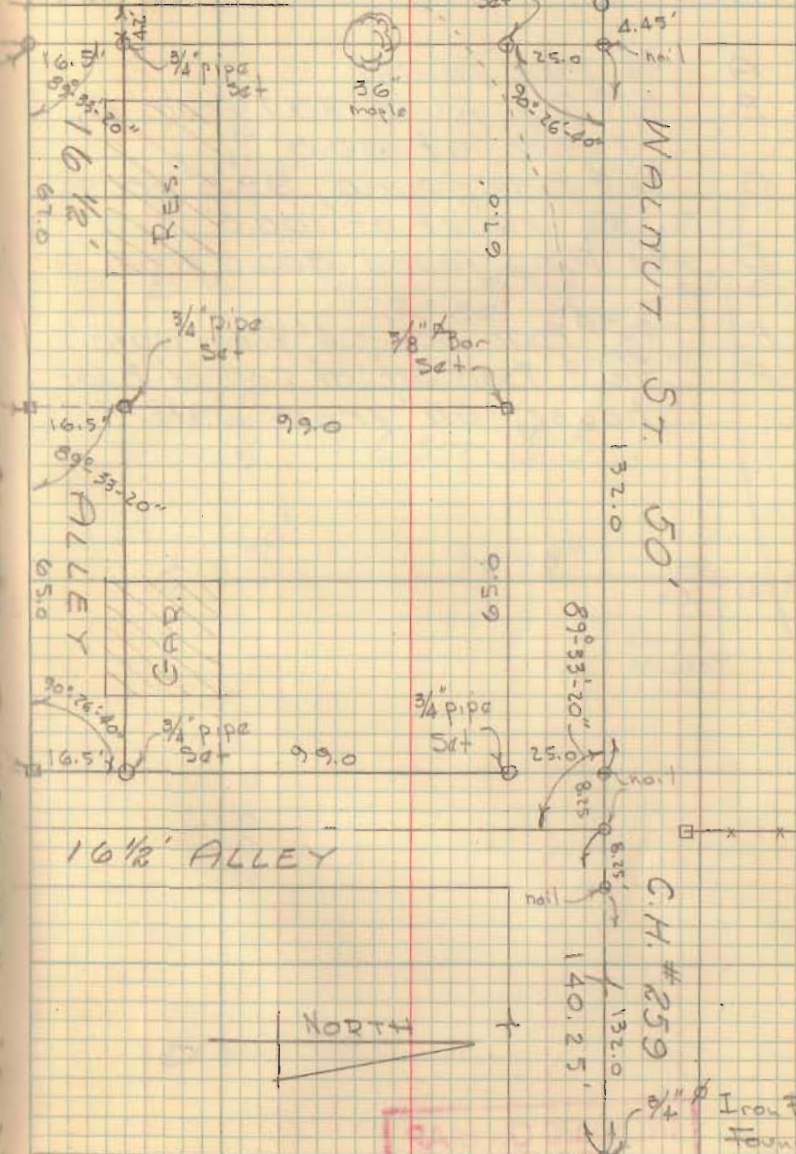 4.45'
.42'
16.5'
3/4" pipe
Set
36"
maple
25.0
nail
89°-33'-20"
90°-26'-40"
16 1/2' ALLEY
67.0
RES.
67.0'
WALNUT ST. 50'
3/4" pipe
Set
3/8" ⌀ Bar
Set
16.5'
99.0
89°-33'-20"
132.0
65.0
GAR.
65.0
89°-33'-20"
90°-26'-40"
3/4" pipe
Set
3/4" pipe
Set
16.5'
99.0
25.0
nail
8.25
16 1/2' ALLEY
8.25'
nail
C.H. #259
140.25'
132.0
NORTH
3/4" ⌀ Iron